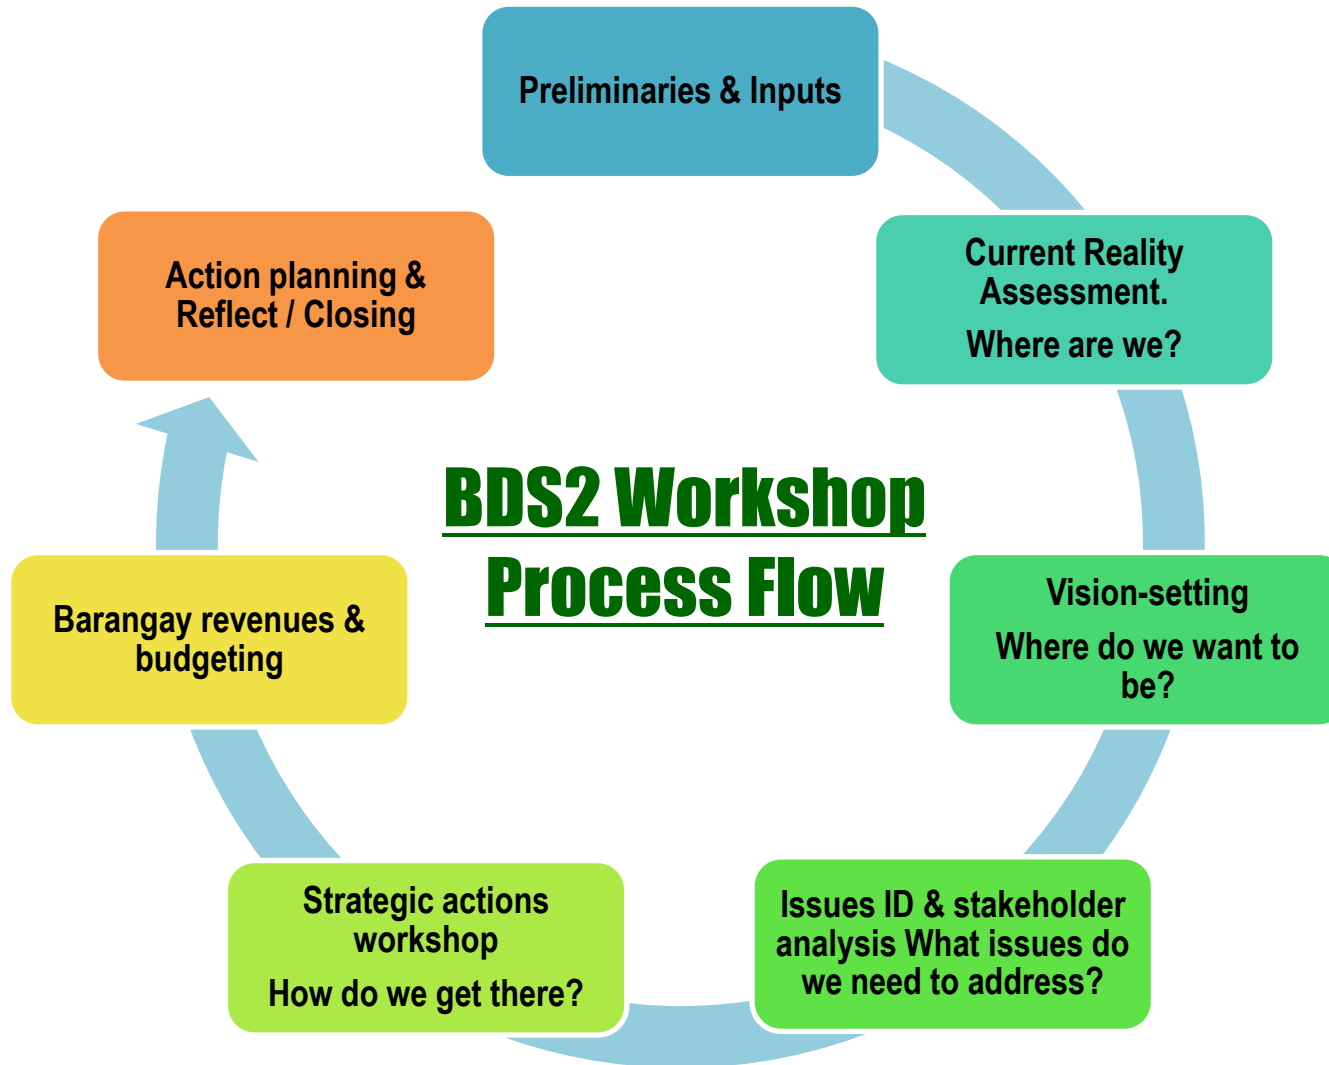 Preliminaries & Inputs
Current Reality
Assessment.
Where are we?
Vision-setting
Where do we want to
be?
Issues ID & stakeholder
analysis What issues do
we need to address?
Strategic actions
workshop
How do we get there?
Barangay revenues &
budgeting
Action planning &
Reflect / Closing
BDS2 Workshop
Process Flow